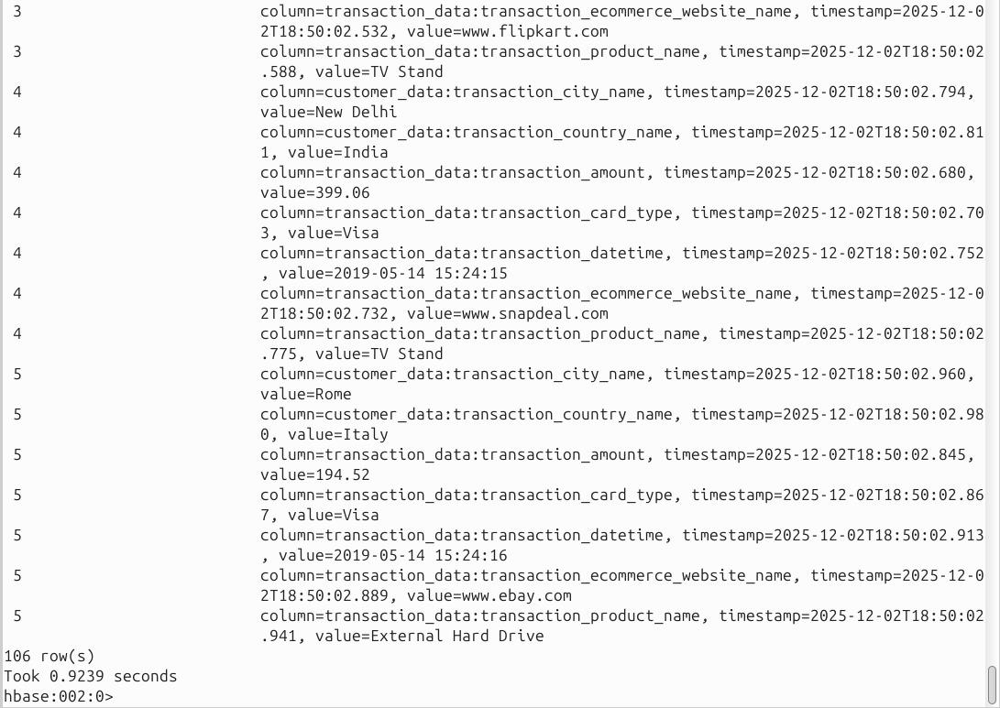 3 column=transaction_data:transaction_ecommerce_website_name, timestamp=2025-12-0
2T18:50:02.532, value=www.flipkart.com
3 column=transaction_data:transaction_product_name, timestamp=2025-12-02T18:50:02
.588, value=TV Stand
4 column=customer_data:transaction_city_name, timestamp=2025-12-02T18:50:02.794,
value=New Delhi
4 column=customer_data:transaction_country_name, timestamp=2025-12-02T18:50:02.81
1, value=India
4 column=transaction_data:transaction_amount, timestamp=2025-12-02T18:50:02.680,
value=399.06
4 column=transaction_data:transaction_card_type, timestamp=2025-12-02T18:50:02.70
3, value=Visa
4 column=transaction_data:transaction_datetime, timestamp=2025-12-02T18:50:02.752
, value=2019-05-14 15:24:15
4 column=transaction_data:transaction_ecommerce_website_name, timestamp=2025-12-0
2T18:50:02.732, value=www.snapdeal.com
4 column=transaction_data:transaction_product_name, timestamp=2025-12-02T18:50:02
.775, value=TV Stand
5 column=customer_data:transaction_city_name, timestamp=2025-12-02T18:50:02.960,
value=Rome
5 column=customer_data:transaction_country_name, timestamp=2025-12-02T18:50:02.98
0, value=Italy
5 column=transaction_data:transaction_amount, timestamp=2025-12-02T18:50:02.845,
value=194.52
5 column=transaction_data:transaction_card_type, timestamp=2025-12-02T18:50:02.86
7, value=Visa
5 column=transaction_data:transaction_datetime, timestamp=2025-12-02T18:50:02.913
, value=2019-05-14 15:24:16
5 column=transaction_data:transaction_ecommerce_website_name, timestamp=2025-12-0
2T18:50:02.889, value=www.ebay.com
5 column=transaction_data:transaction_product_name, timestamp=2025-12-02T18:50:02
.941, value=External Hard Drive
106 row(s)
Took 0.9239 seconds
hbase:002:0>